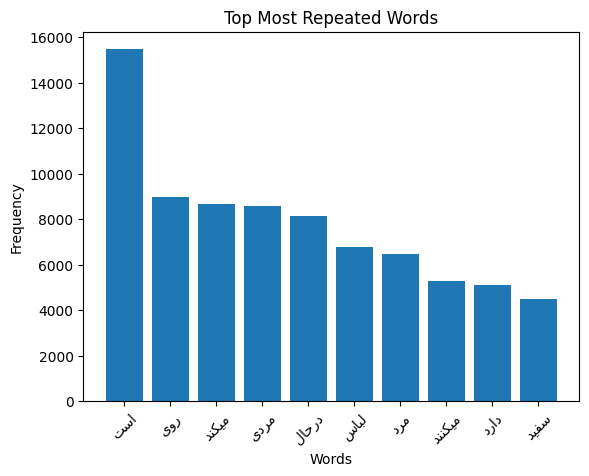 Top Most Repeated Words
Frequency
16000
14000
12000
10000
8000
6000
4000
2000
0
است
روی
میکند
مردی
درحال
لباس
مرد
میکنند
دارد
سفید
Words